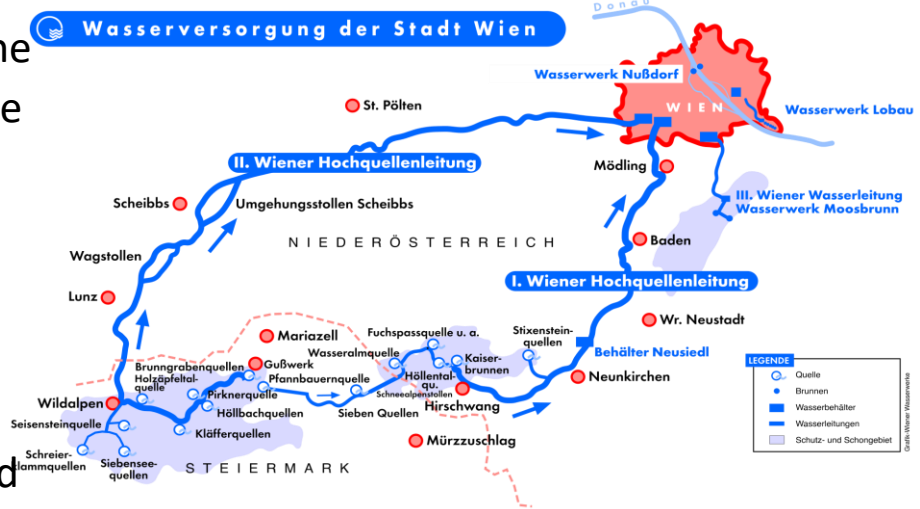 ne
e
d
Wasserversorgung der Stadt Wien
Donau
Wasserwerk Nußdorf
WIEN
Wasserwerk Lobau
St. Pölten
II. Wiener Hochquellenleitung
Mödling
III. Wiener Wasserleitung
Wasserwerk Moosbrunn
Scheibbs
Umgehungsstollen Scheibbs
NIEDERÖSTERREICH
Baden
Wagstollen
I. Wiener Hochquellenleitung
Lunz
Wr. Neustadt
Mariazell
Fuchspassquelle u. a.
Stixenstein-
quellen
Wasseralmquelle
Kaiser-
brunnen
Behälter Neusiedl
Gußwerk
Brunngrabenquellen
Holzäpfeltal-
quelle
Pfannbauernquelle
Höllental-
qu.
Schneealpenstollen
Neunkirchen
Pirknerquelle
Wildalpen
Höllbachquellen
Sieben Quellen
Hirschwang
Seisensteinquelle
Kläfferquellen
Mürzzuschlag
Schreier-
klammquellen
Siebensee-
quellen
STEIERMARK
LEGENDE
Quelle
Brunnen
Wasserbehälter
Wasserleitungen
Schutz- und Schongebiet
Grafik-Wiener Wasserwerke